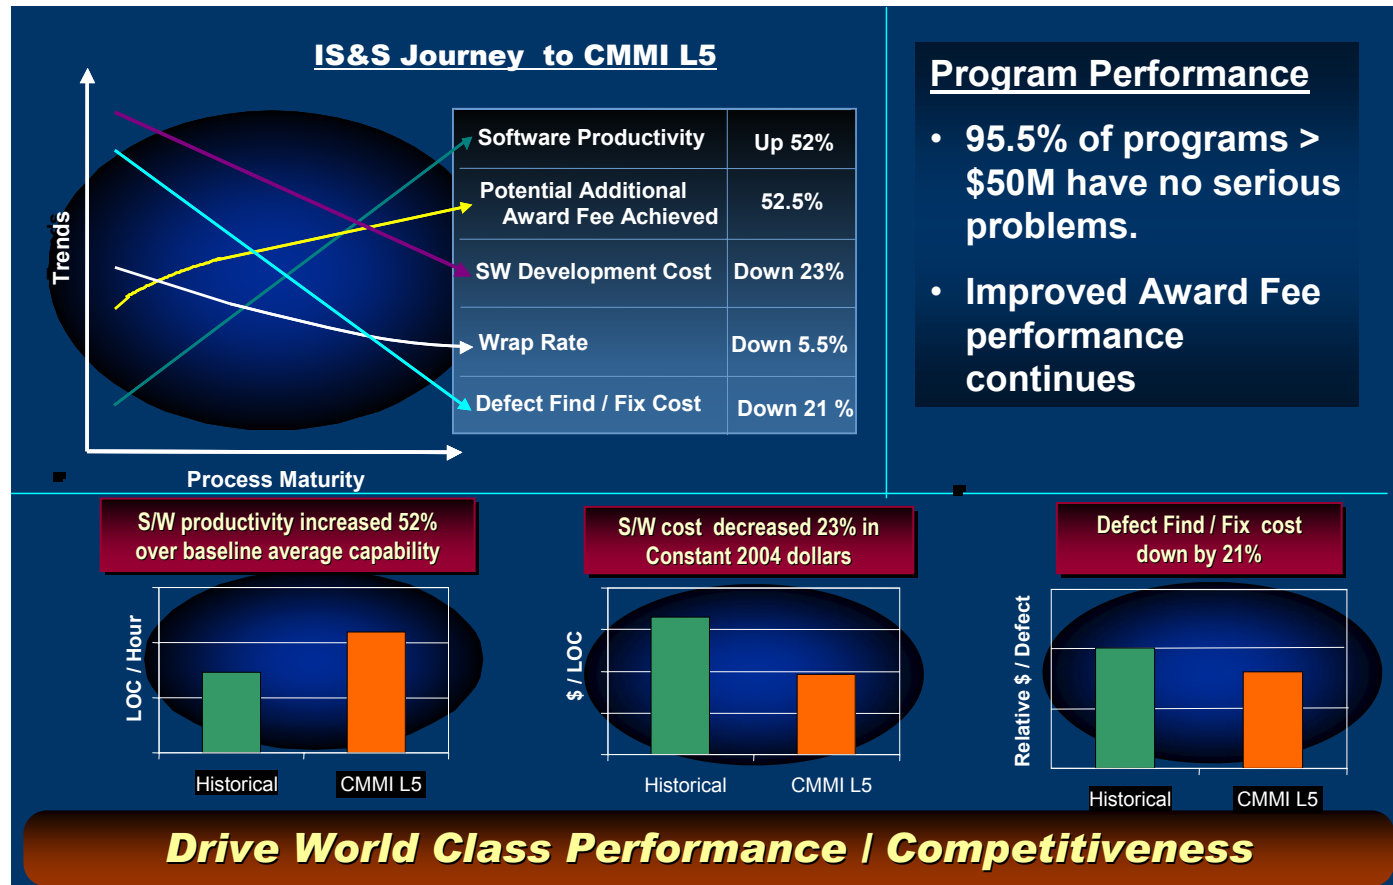 IS&S Journey to CMMI L5
Trends
Process Maturity
Software Productivity
Up 52%
Potential Additional
Award Fee Achieved
52.5%
SW Development Cost
Down 23%
Wrap Rate
Down 5.5%
Defect Find / Fix Cost
Down 21 %
Program Performance
• 95.5% of programs >
$50M have no serious
problems.
• Improved Award Fee
performance
continues
S/W productivity increased 52%
over baseline average capability
LOC / Hour
Historical
CMMI L5
S/W cost decreased 23% in
Constant 2004 dollars
$ / LOC
Historical
CMMI L5
Defect Find / Fix cost
down by 21%
Relative $ / Defect
Historical
CMMI L5
Drive World Class Performance / Competitiveness